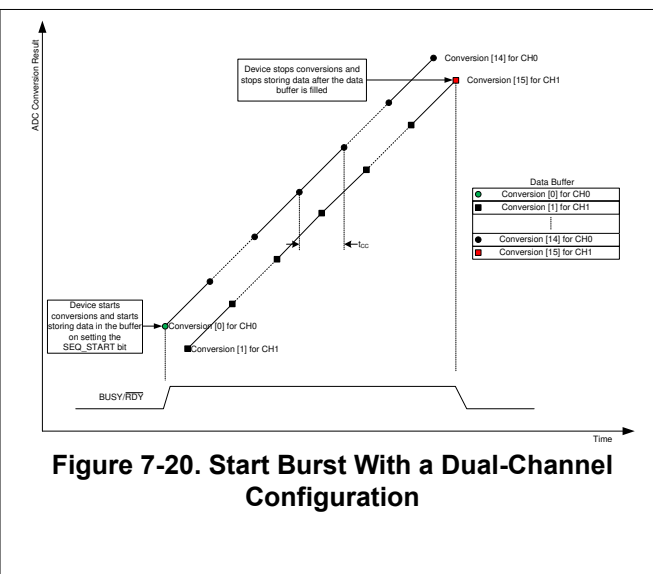 ADC Conversion Result
Conversion [14] for CH0
Device stops conversions and
stops storing data after the data
buffer is filled
Conversion [15] for CH1
Data Buffer
Conversion [0] for CH0
Conversion [1] for CH1
Conversion [14] for CH0
Conversion [15] for CH1
tCC
Device starts
conversions and starts
storing data in the buffer
on setting the
SEQ_START bit
Conversion [0] for CH0
Conversion [1] for CH1
BUSY/RDY
Time
Figure 7-20. Start Burst With a Dual-Channel
Configuration